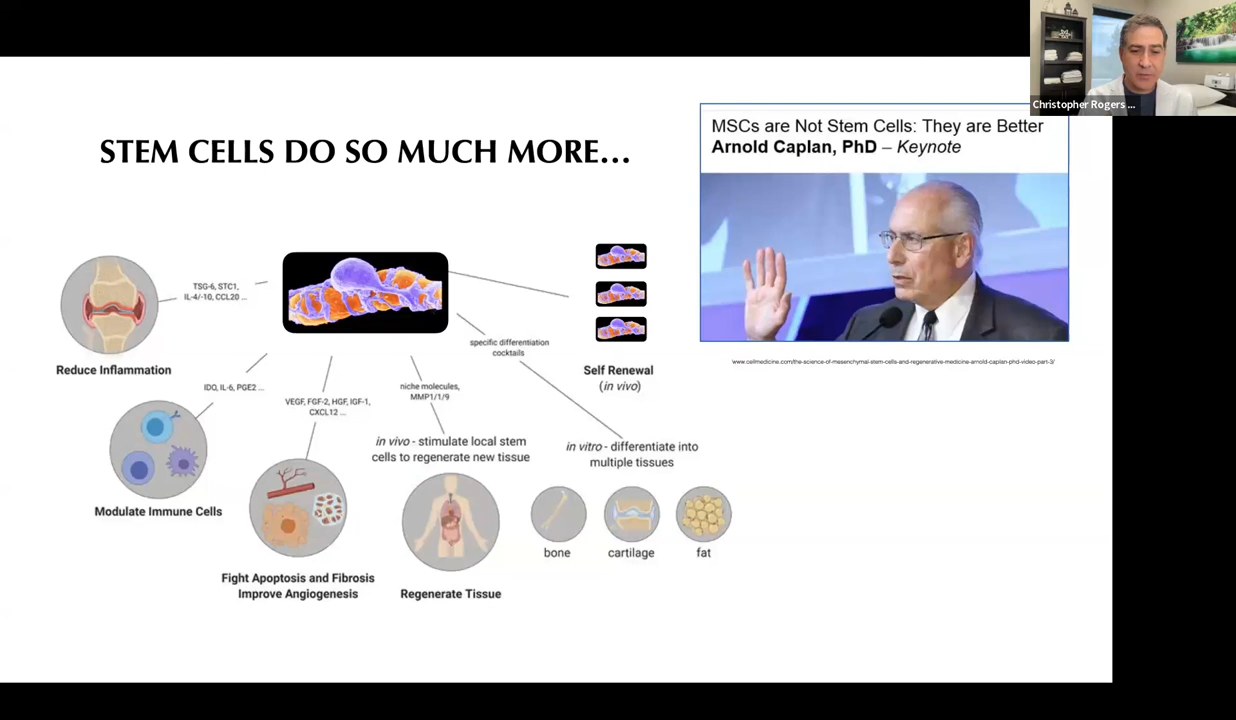 Christopher Rogers ...
STEM CELLS DO SO MUCH MORE...
MSCs are Not Stem Cells: They are Better
Arnold Caplan, PhD – Keynote
www.cellmedicine.com/the-science-of-mesenchymal-stem-cells-and-regenerative-medicine-arnold-caplan-phd-video-part-3/
TSG-6, STC1,
IL-4/-10, CCL20 ...
Reduce Inflammation
IDO, IL-6, PGE2 ...
Modulate Immune Cells
VEGF, FGF-2, HGF, IGF-1,
CXCL12 ...
Fight Apoptosis and Fibrosis
Improve Angiogenesis
niche molecules,
MMP1/1/9
in vivo - stimulate local stem
cells to regenerate new tissue
Regenerate Tissue
specific differentiation
cocktails
in vitro - differentiate into
multiple tissues
bone
cartilage
fat
Self Renewal
(in vivo)